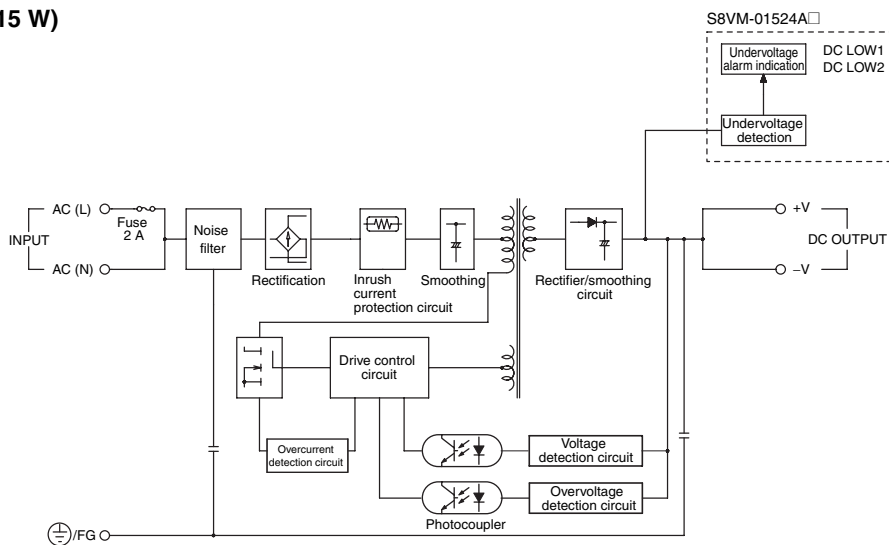 15 W)
S8VM-01524A□
Undervoltage
alarm indication
DC LOW1
DC LOW2
Undervoltage
detection
INPUT
AC (L)
Fuse
2 A
AC (N)
Noise
filter
Rectification
Inrush
current
protection circuit
Smoothing
Rectifier/smoothing
circuit
+V
DC OUTPUT
–V
Drive control
circuit
Overcurrent
detection circuit
Voltage
detection circuit
Overvoltage
detection circuit
Photocoupler
/FG